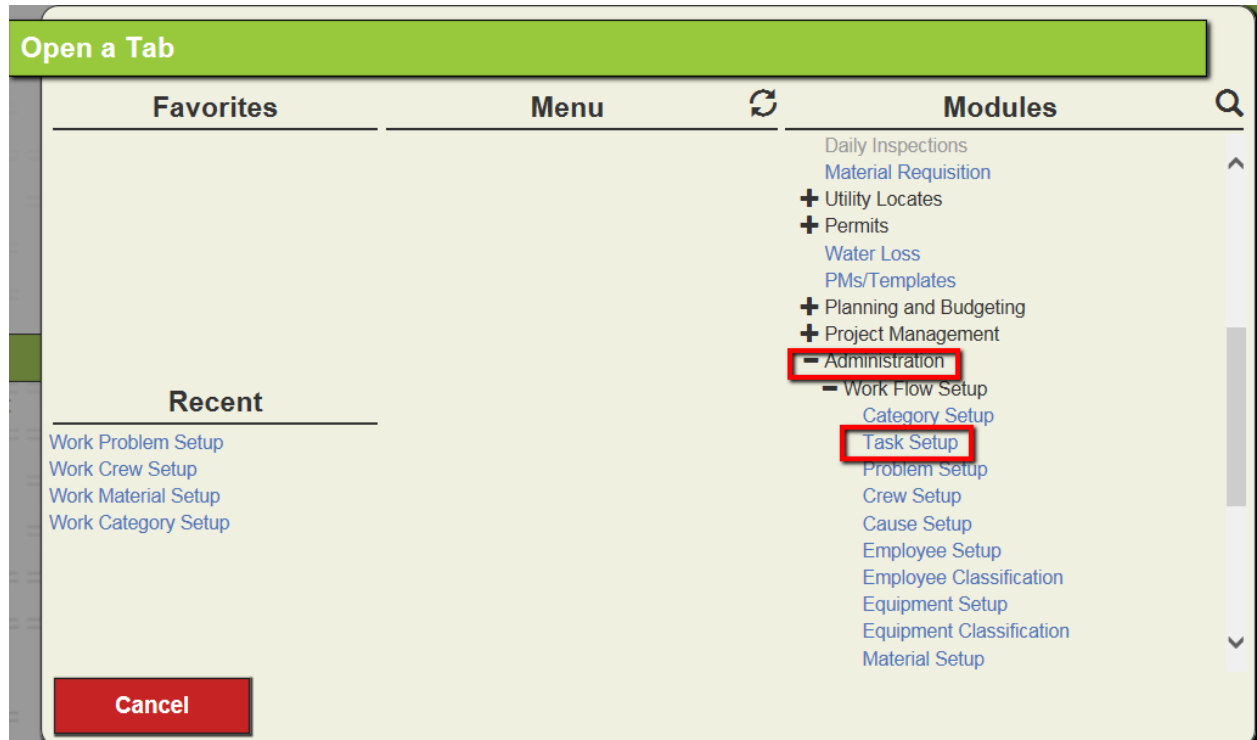 Open a Tab
Favorites
Menu
Modules
Daily Inspections
Material Requisition
Utility Locates
Permits
Water Loss
PMs/Templates
Planning and Budgeting
Project Management
Administration
Work Flow Setup
Category Setup
Task Setup
Problem Setup
Crew Setup
Cause Setup
Employee Setup
Employee Classification
Equipment Setup
Equipment Classification
Material Setup
Recent
Work Problem Setup
Work Crew Setup
Work Material Setup
Work Category Setup
Cancel